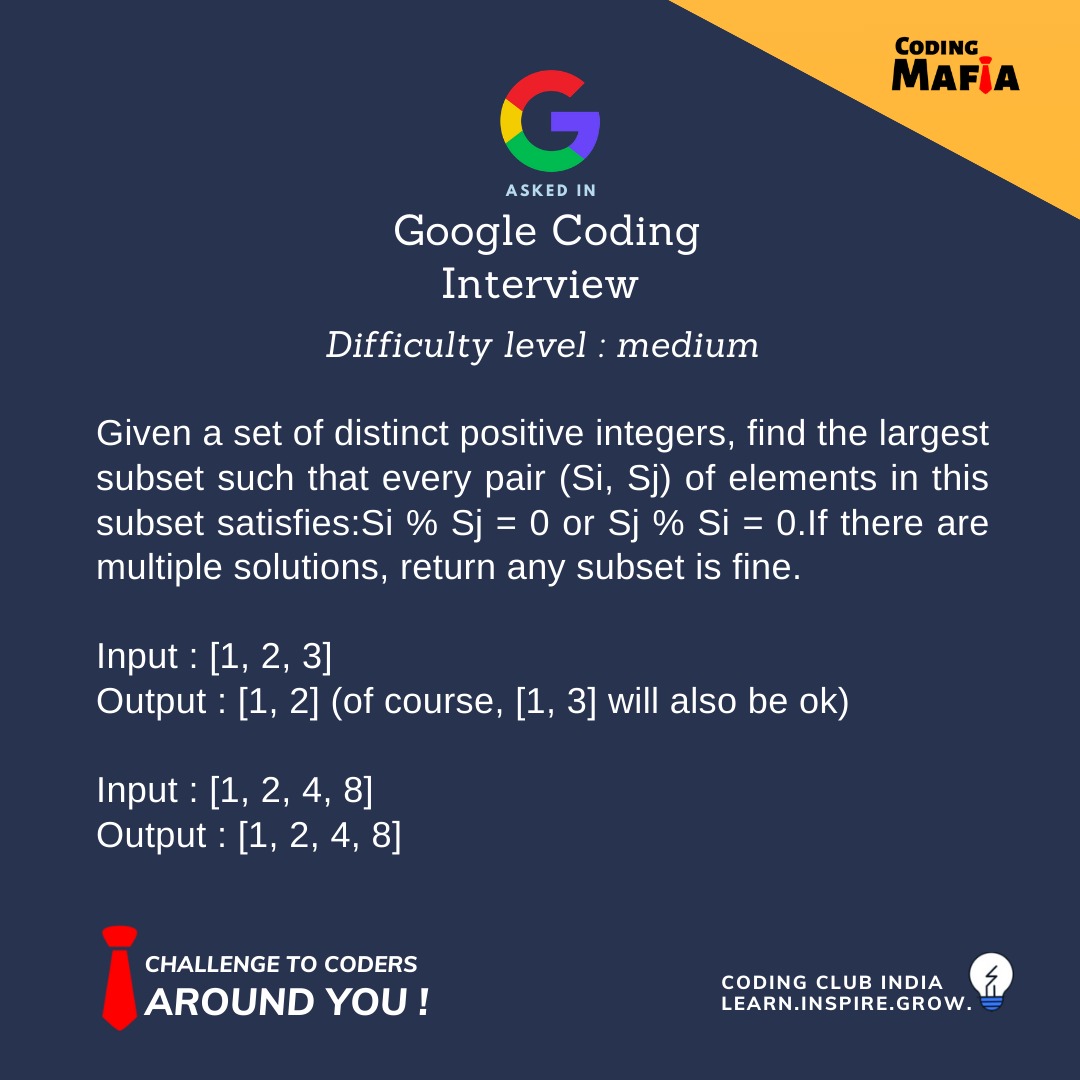 CODING
MAFIA
ASKED IN
Google Coding
Interview
Difficulty level : medium
Given a set of distinct positive integers, find the largest
subset such that every pair (Si, Sj) of elements in this
subset satisfies:Si % Sj = 0 or Sj % Si = 0.If there are
multiple solutions, return any subset is fine.
Input : [1, 2, 3]
Output : [1, 2] (of course, [1, 3] will also be ok)
Input : [1, 2, 4, 8]
Output : [1, 2, 4, 8]
CHALLENGE TO CODERS
AROUND YOU !
CODING CLUB INDIA
LEARN.INSPIRE.GROW.